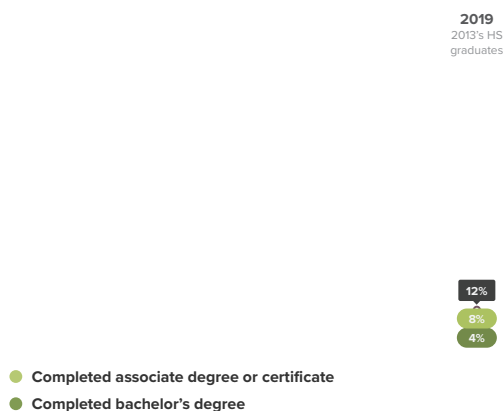 2019
2013's HS
graduates
12%
8%
4%
Completed associate degree or certificate
Completed bachelor's degree